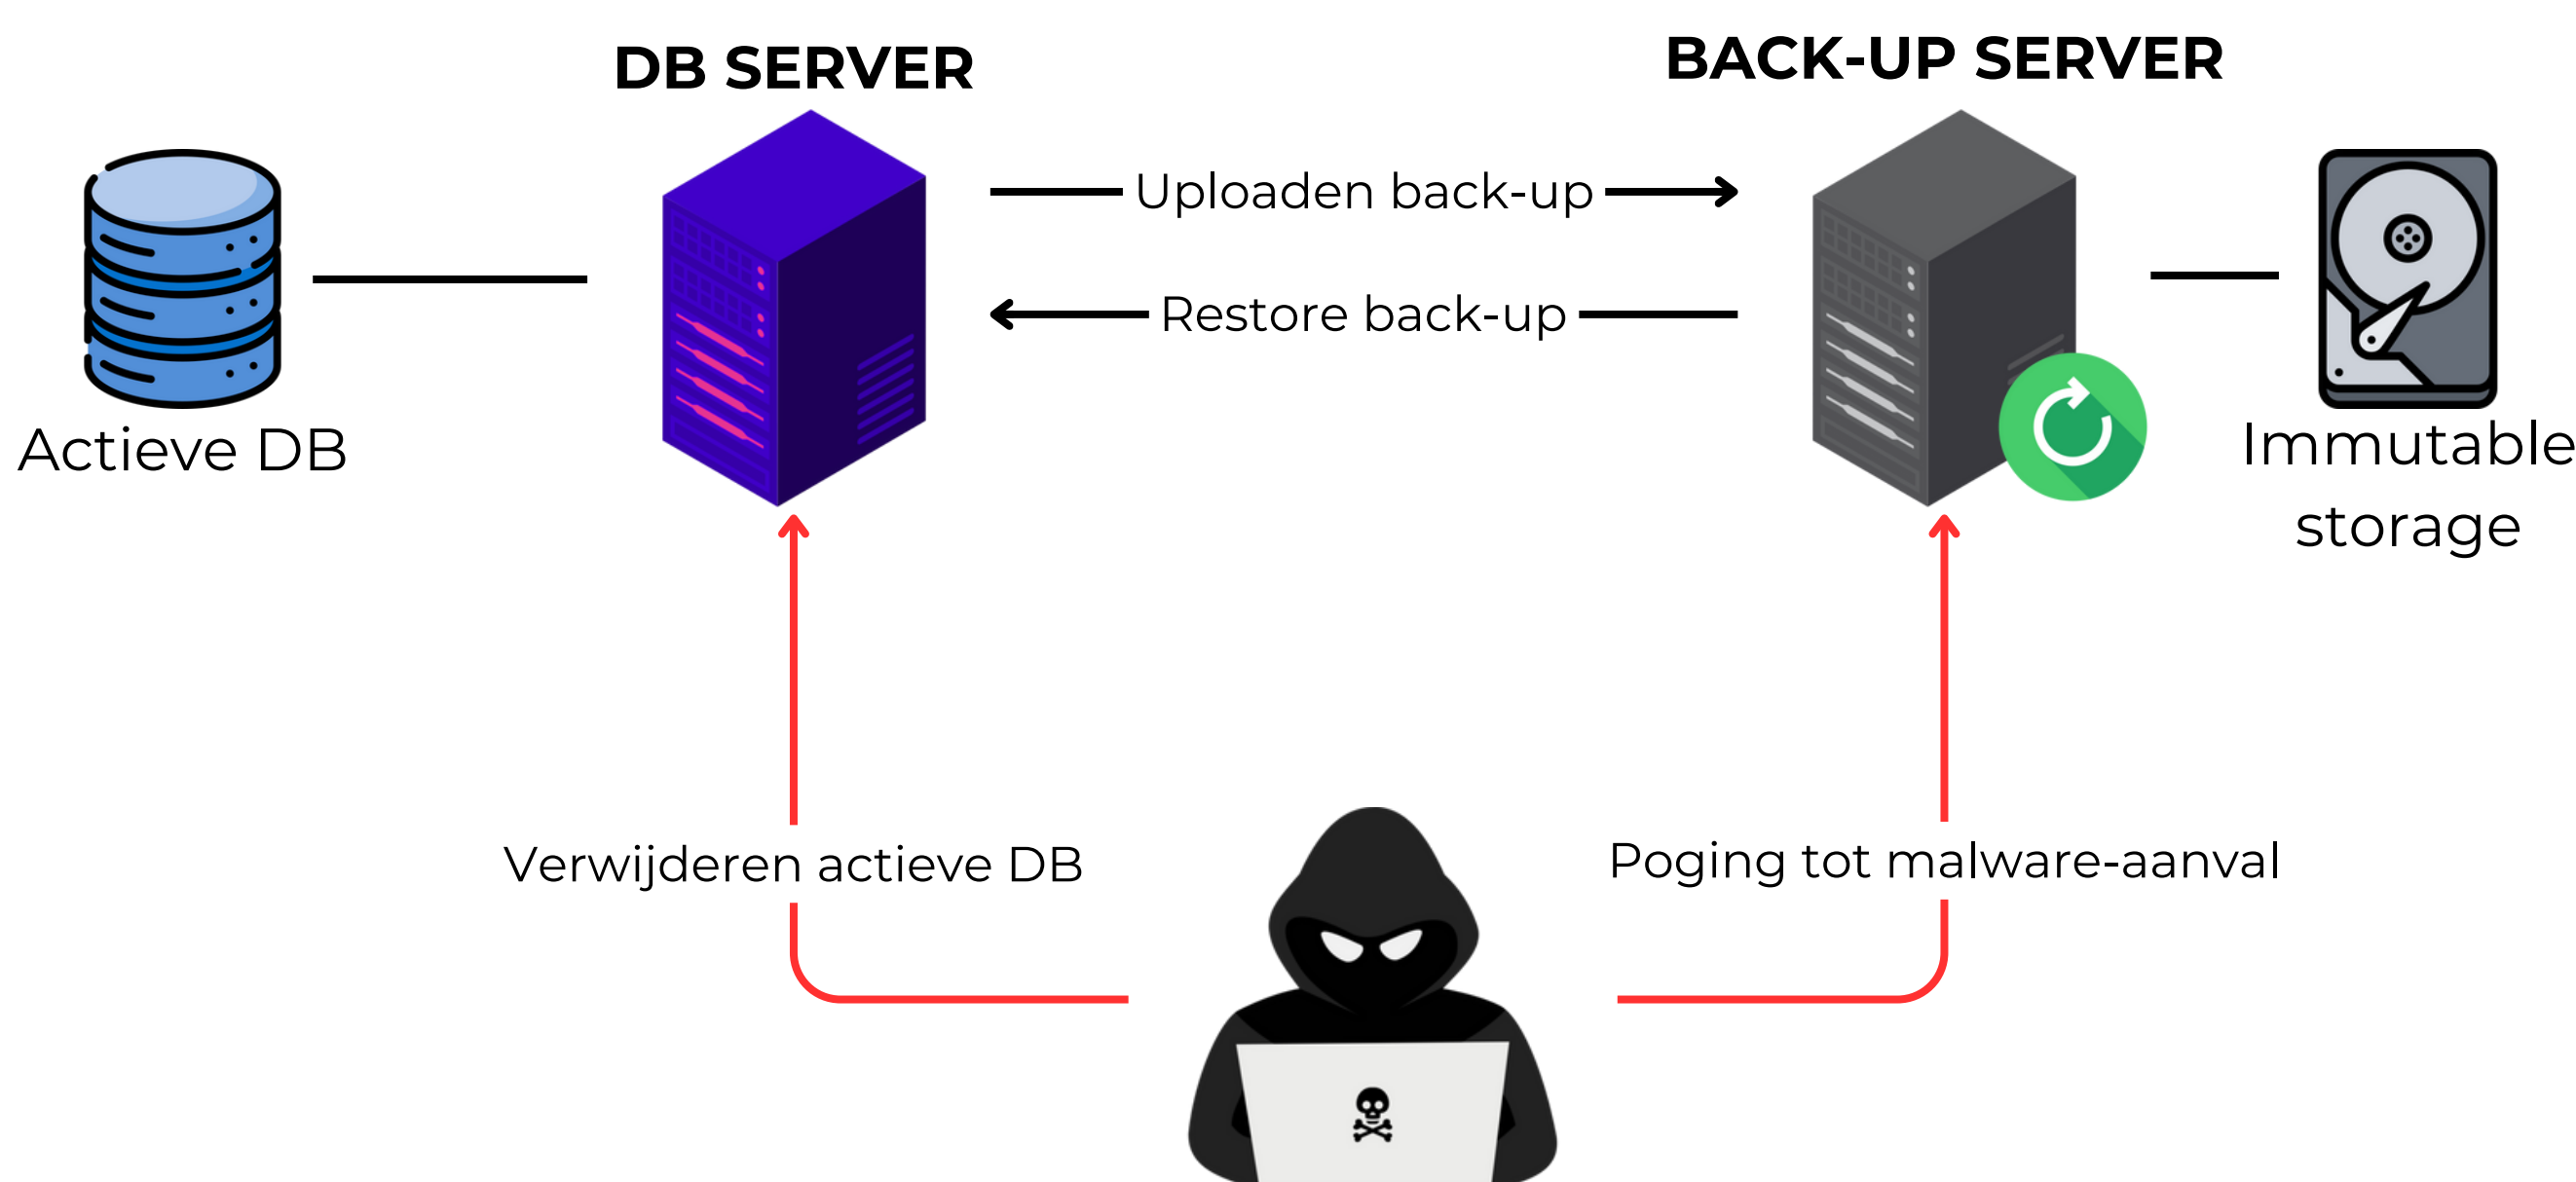 DB SERVER
BACK-UP SERVER
Uploaden back-up
Restore back-up
Actieve DB
Immutable
storage
Verwijderen actieve DB
Poging tot malware-aanval